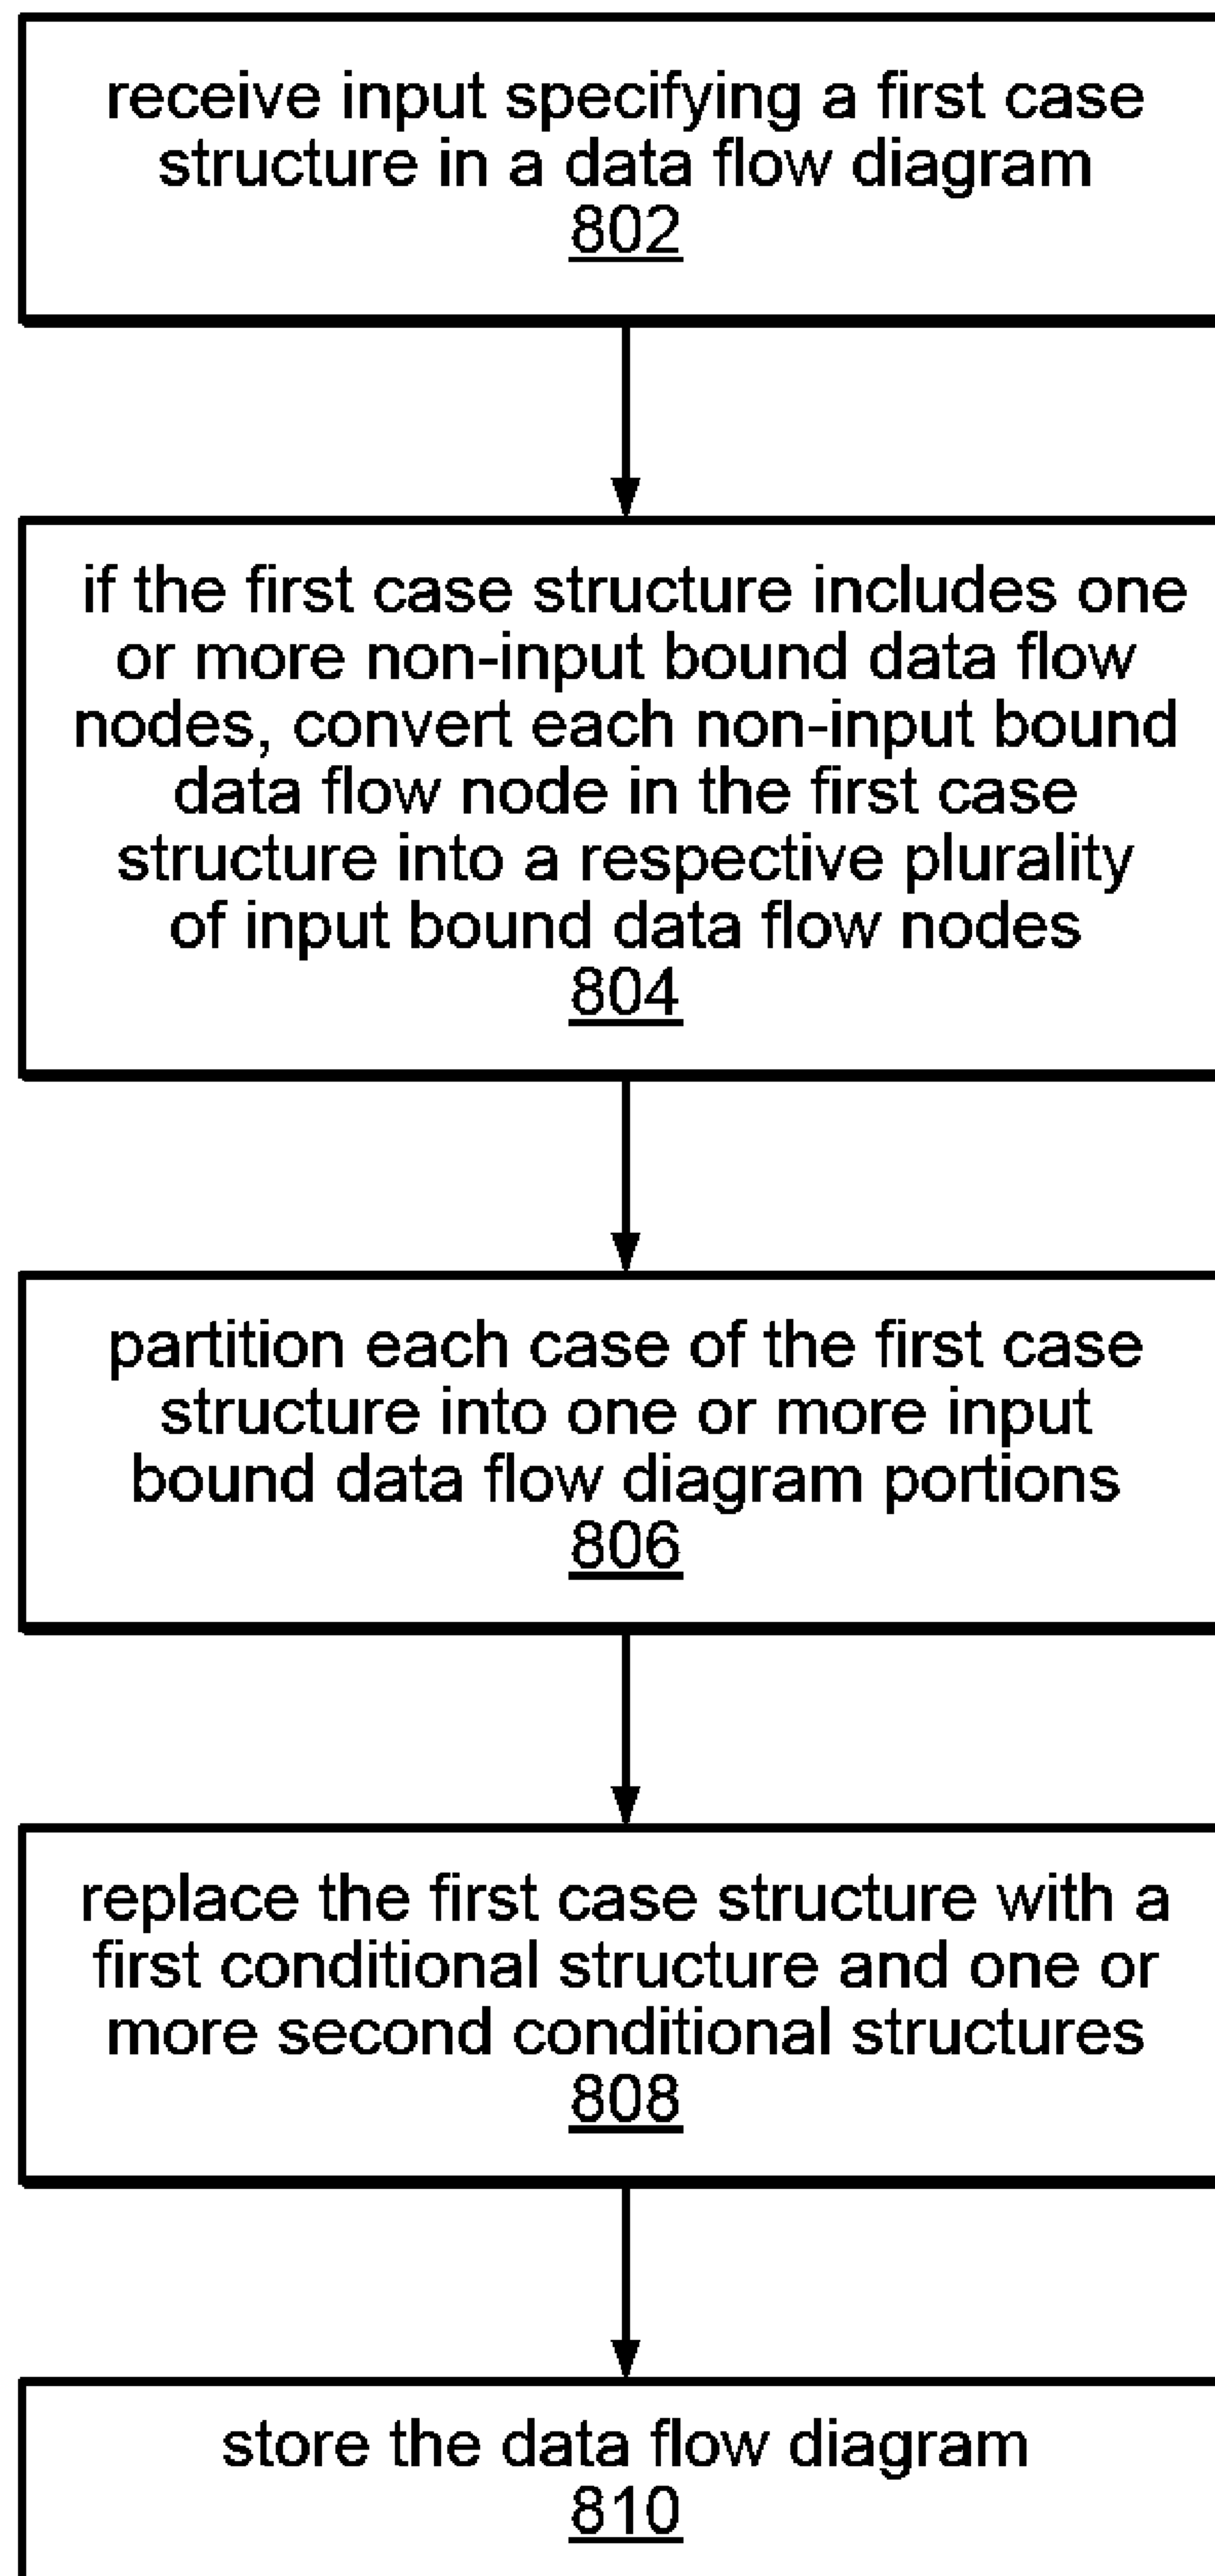 receive input specifying a first case
structure in a data flow diagram
802
if the first case structure includes one
or more non-input bound data flow
nodes, convert each non-input bound
data flow node in the first case
structure into a respective plurality
of input bound data flow nodes
804
partition each case of the first case
structure into one or more input
bound data flow diagram portions
806
replace the first case structure with a
first conditional structure and one or
more second conditional structures
808
store the data flow diagram
810